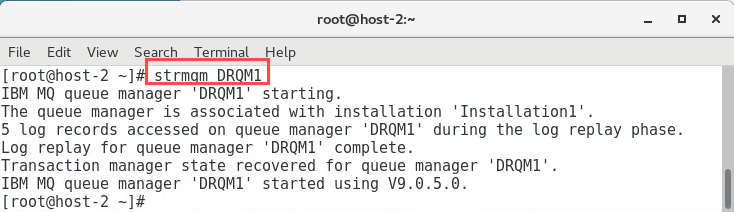 root@host-2:~
File Edit View Search Terminal Help
[root@host-2 ~]# strmqm DRQM1
IBM MQ queue manager 'DRQM1' starting.
The queue manager is associated with installation 'Installation1'.
5 log records accessed on queue manager 'DRQM1' during the log replay phase.
Log replay for queue manager 'DRQM1' complete.
Transaction manager state recovered for queue manager 'DRQM1'.
IBM MQ queue manager 'DRQM1' started using V9.0.5.0.
[root@host-2 ~]#